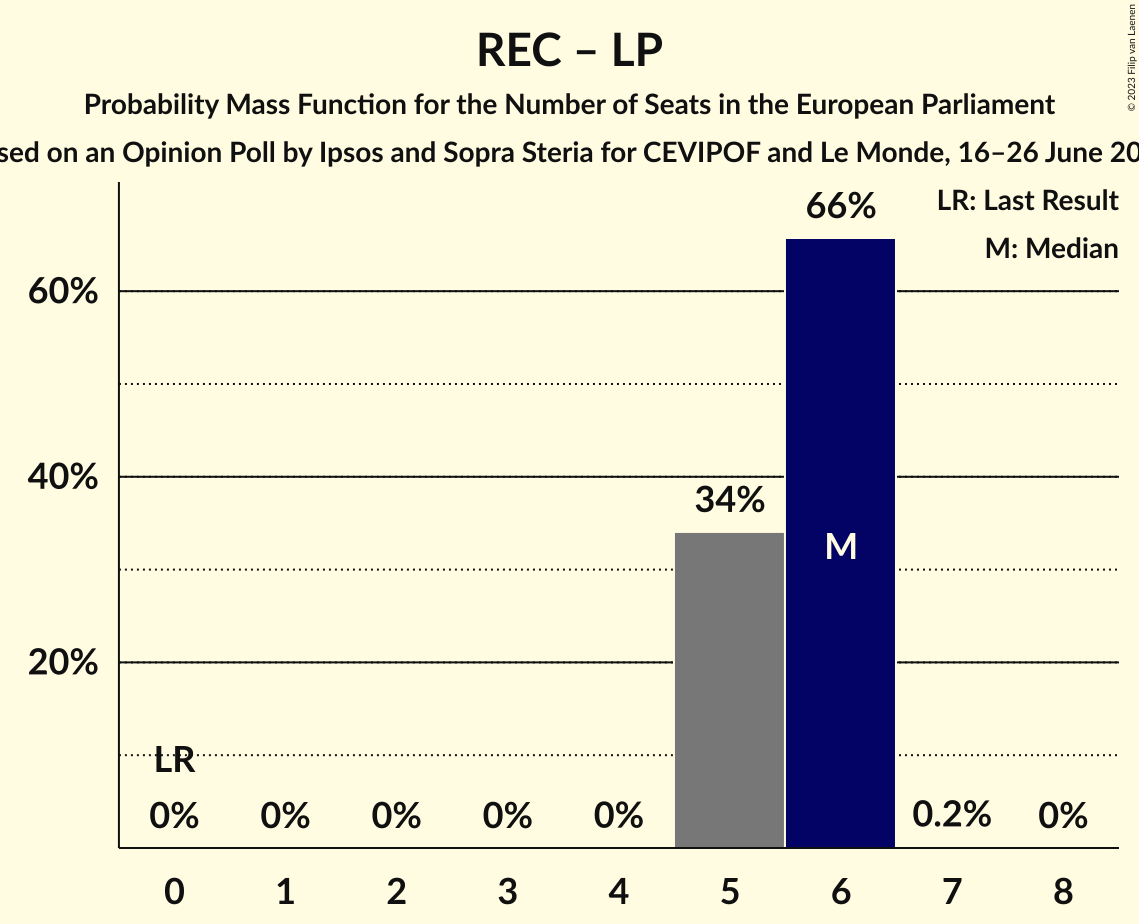 REC – LP
Probability Mass Function for the Number of Seats in the European Parliament
sed on an Opinion Poll by Ipsos and Sopra Steria for CEVIPOF and Le Monde, 16–26 June 20
© 2023 Filip van Laenen
LR: Last Result
M: Median
66%
60%
40%
34%
M
20%
LR
0% 0% 0% 0% 0% 0.2% 0%
0 1 2 3 4 5 6 7 8